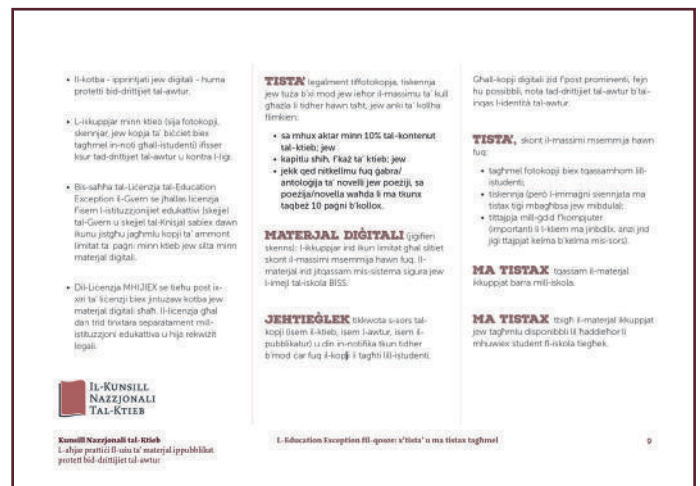 • Il-kotba - ipprintjati jew diġitali - huma
protetti bid-drittijiet tal-awtur.
• L-ikkuppjar minn ktieb (sija fotokopji,
skennjar, jew kopja ta' biċċiet biex
tagħmel in-noti għall-istudenti) ifisser
ksur tad-drittijiet tal-awtur u kontra l-liġi.
• Bis-saħħa tal-Liċenzja tal-Education
Exception il-Gvern se jħallas liċenzja
f'isem l-istituzzjonijiet edukattivi (skejjel
tal-Gvern u skejjel tal-Knisja) sabiex dawn
ikunu jistgħu jagħmlu kopji ta' ammont
limitat ta' paġni minn ktieb jew silta minn
materjal diġitali.
• Dil-Liċenzja MHIJIEX se tieħu post ix-
xiri ta' liċenzji biex jintużaw kotba jew
materjal diġitali sħaħ. Il-liċenzja għal
dan trid tinxtara separatament mill-
istituzzjoni edukattiva u hija rekwiżit
legali.
TISTA' legalment tiffotokopja, tiskennja
jew tuża b'xi mod jew ieħor il-massimu ta' kull
għażla li tidher hawn taħt, jew anki ta' kollha
flimkien:
• sa mhux aktar minn 10% tal-kontenut
tal-ktieb; jew
• kapitlu sħiħ, f'każ ta' ktieb; jew
• jekk qed nitkellmu fuq ġabra/
antoloġija ta' novelli jew poeżiji, sa
poeżija/novella waħda li ma tkunx
taqbeż 10 paġni b'kollox.
MATERJAL DIĠITALI (jiġifieri
skenns): l-ikkuppjar irid ikun limitat għal siltiet
skont il-massimi msemmija hawn fuq. Il-
materjal irid jitqassam mis-sistema sigura jew
l-imejl tal-iskola BISS.
JEHTIEĠLEK tikkwota s-sors tal-
kopji (isem il-ktieb, isem l-awtur, isem il-
pubblikatur) u din in-notifika tkun tidher
b'mod ċar fuq il-kopji li tagħti lill-istudenti.
Għall-kopji diġitali żid f'post prominenti, fejn
hu possibbli, nota tad-drittijiet tal-awtur b'tal-
inqas l-identità tal-awtur.
TISTA', skont il-massimi msemmija hawn
fuq:
• tagħmel fotokopji biex tqassamhom lill-
istudenti;
• tiskennja (però l-immaġni skennjata ma
tistax tiġi mbagħbsa jew mibdula);
• tittajpja mill-ġdid f'kompjuter
(importanti li l-kliem ma jinbidilx, anzi jrid
jiġi ttajpjat kelma b'kelma mis-sors).
MA TISTAX tqassam il-materjal
ikkuppjat barra mill-iskola.
MA TISTAX tbigħ il-materjal ikkuppjat
jew tagħmlu disponibbli lil ħaddieħor li
mhuwiex student fl-iskola tiegħek.
IL-KUNSILL
NAZZJONALI
TAL-KTIEB
Kunsill Nazzjonali tal-Ktieb
L-aħjar prattiċi fl-użu ta' materjal ippubblikat
protett bid-drittijiet tal-awtur
L-Education Exception fil-qosor: x'tista' u ma tistax tagħmel
9